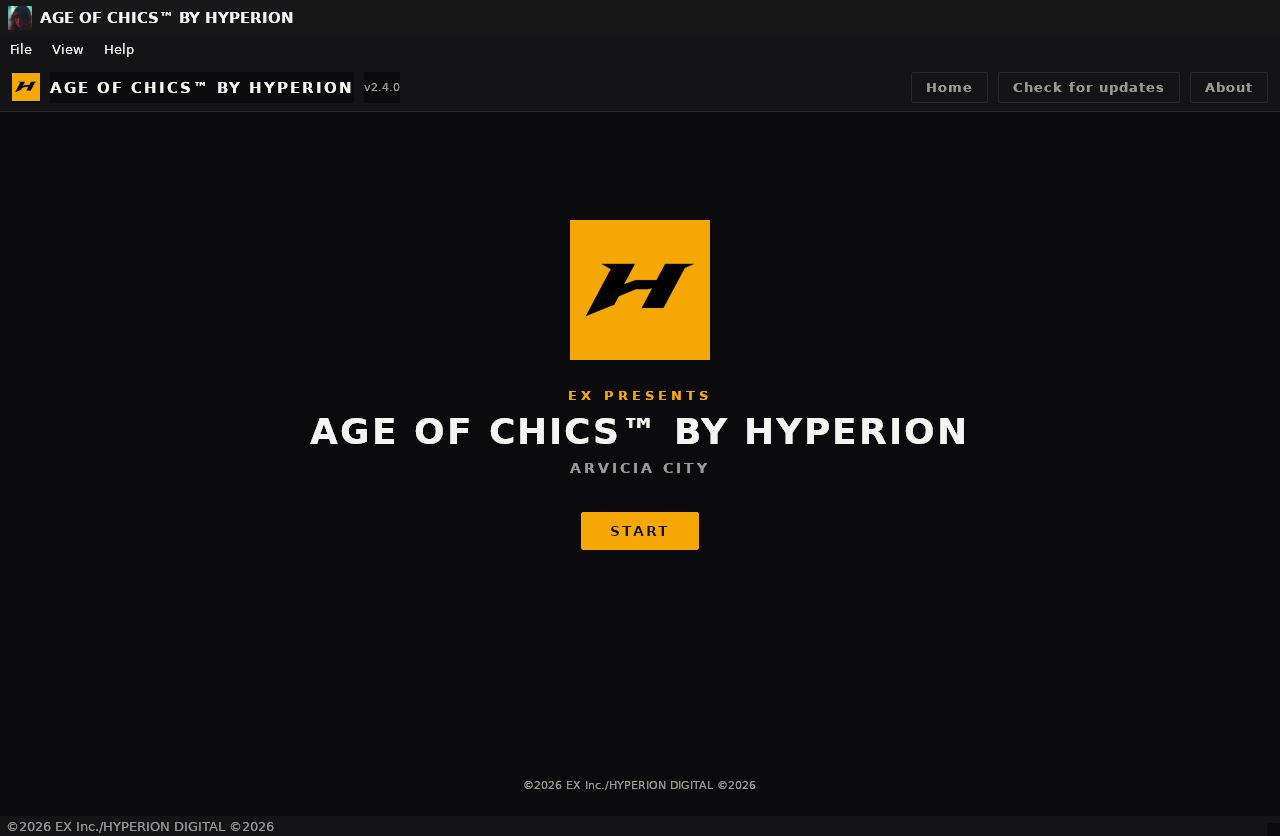 AGE OF CHICS™ BY HYPERION
File View Help
AGE OF CHICS™ BY HYPERION v2.4.0 Home Check for updates About
EX PRESENTS
AGE OF CHICS™ BY HYPERION
ARVICIA CITY
START
©2026 EX Inc./HYPERION DIGITAL ©2026
©2026 EX Inc./HYPERION DIGITAL ©2026